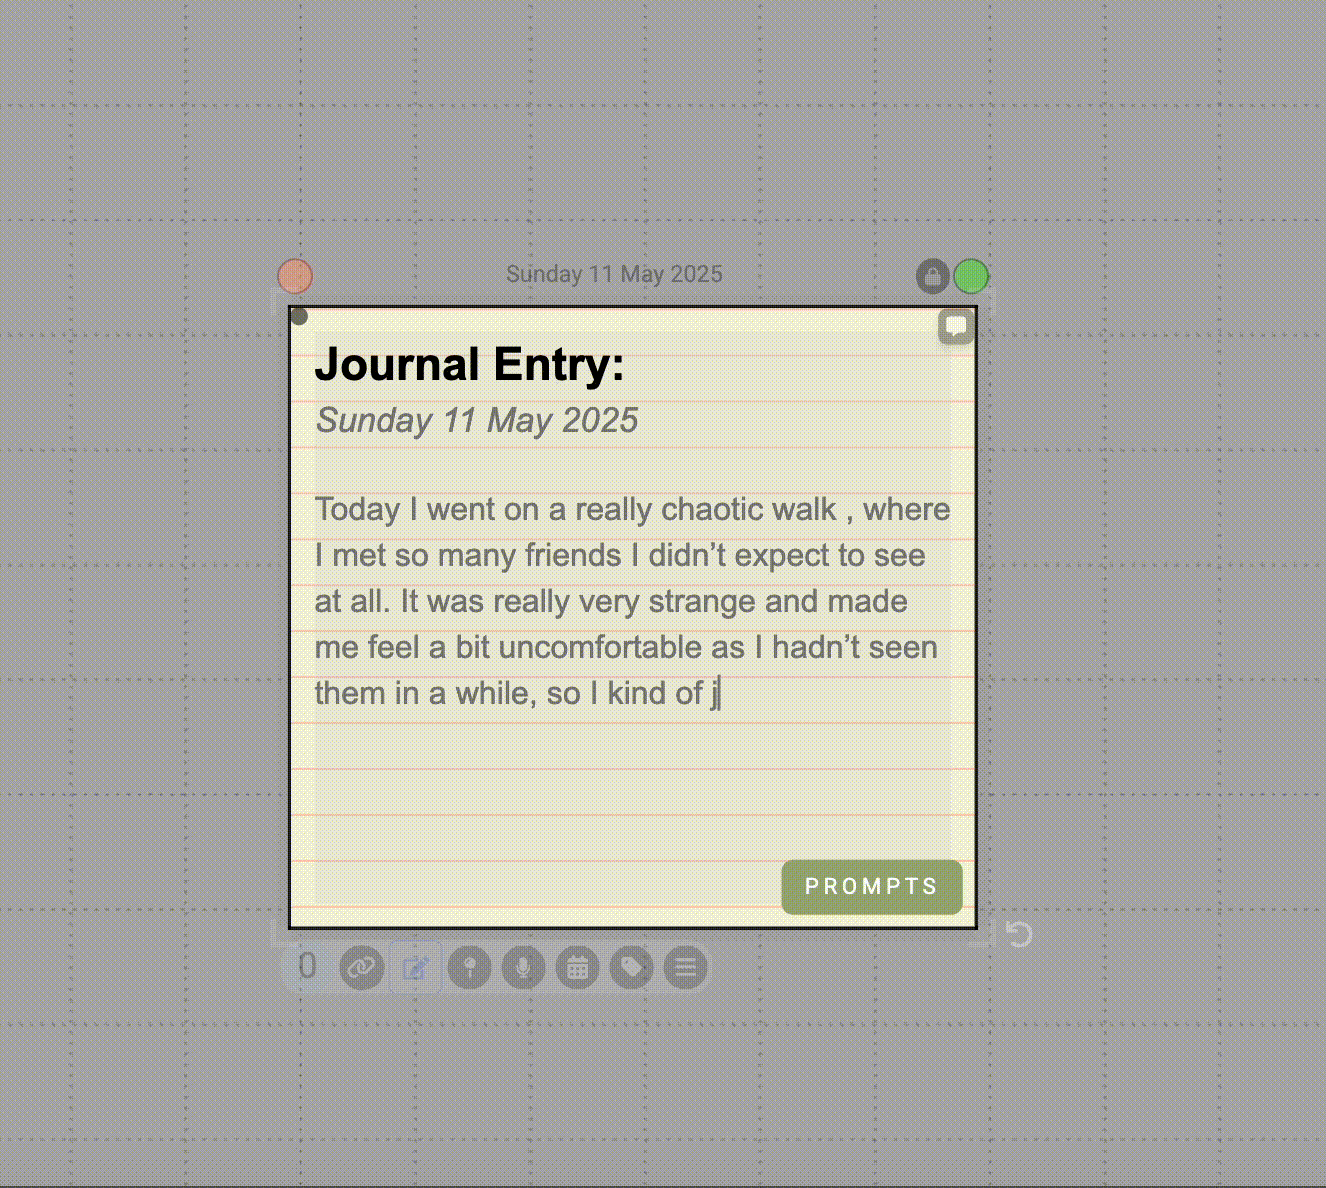 Sunday 11 May 2025
Journal Entry:
Sunday 11 May 2025
Today I went on a really chaotic walk , where
I met so many friends I didn’t expect to see
at all. It was really very strange and made
me feel a bit uncomfortable as I hadn’t seen
them in a while, so I kind of j
PROMPTS
0